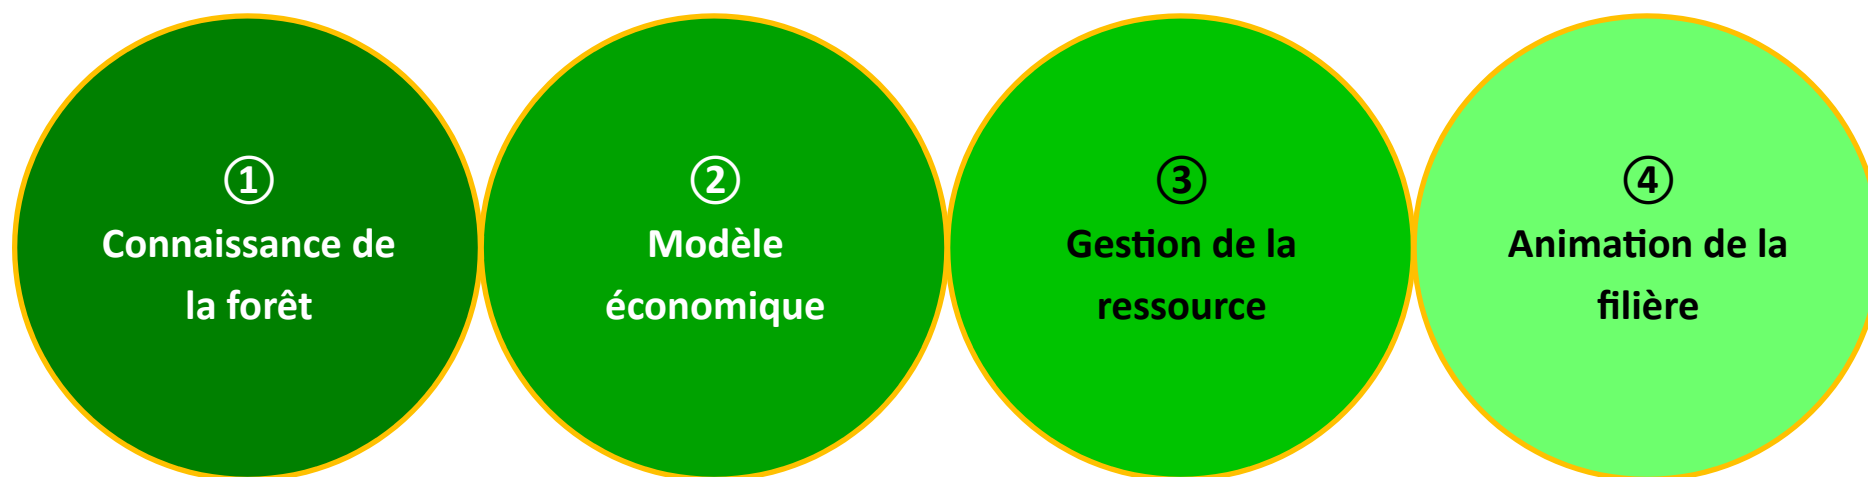 ①
Connaissance de
la forêt
②
Modèle
économique
③
Gestion de la
ressource
④
Animation de la
filière